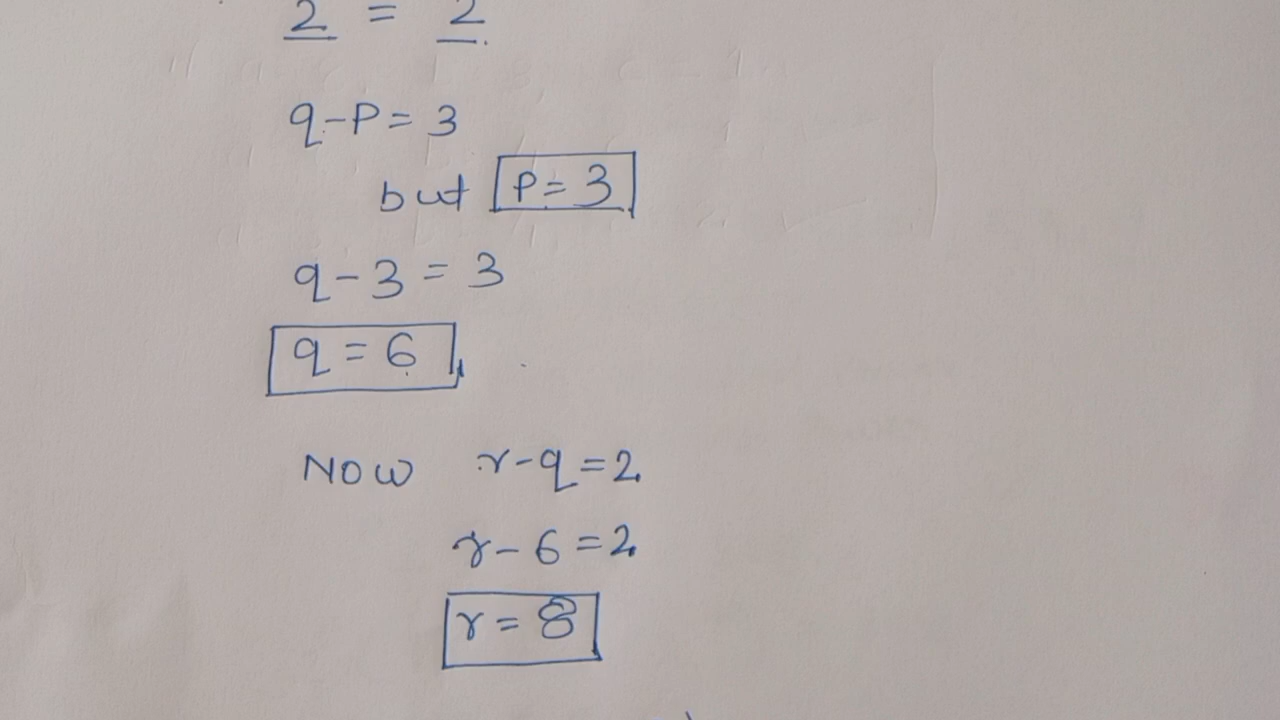 2 = 2
q-P=3
but P=3
q-3=3
q=6
Now r-q=2
r-6=2
r=8